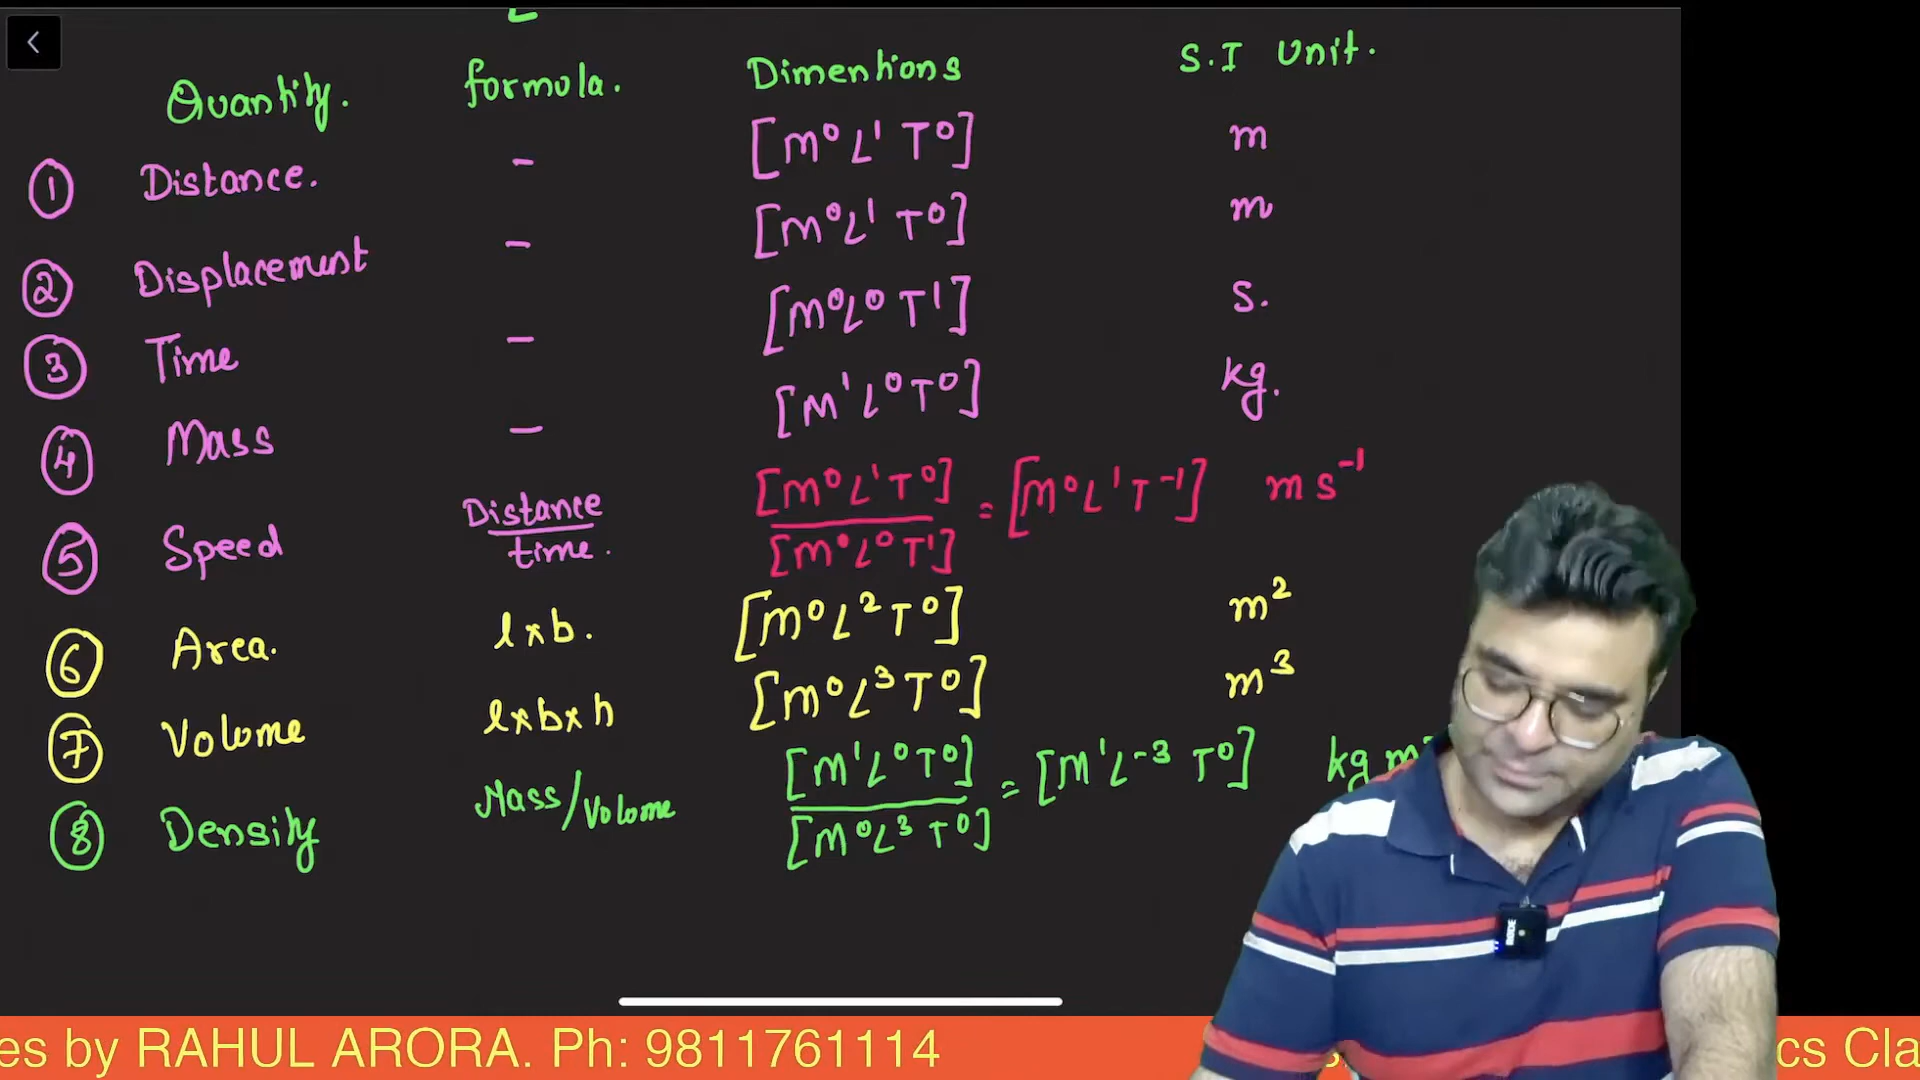 Quantity. formula. Dimentions S.I Unit.
① Distance. - [M⁰L¹T⁰] m
② Displacement - [M⁰L¹T⁰] m
③ Time - [M⁰L⁰T¹] s.
④ Mass - [M¹L⁰T⁰] kg.
⑤ Speed Distance/time. [M⁰L¹T⁰]/[M⁰L⁰T¹] = [M⁰L¹T⁻¹] ms⁻¹
⑥ Area. l×b. [M⁰L²T⁰] m²
⑦ Volume l×b×h [M⁰L³T⁰] m³
⑧ Density Mass/Volume [M¹L⁰T⁰]/[M⁰L³T⁰] = [M¹L⁻³T⁰] kg m
es by RAHUL ARORA. Ph: 9811761114
cs Cla
RODE